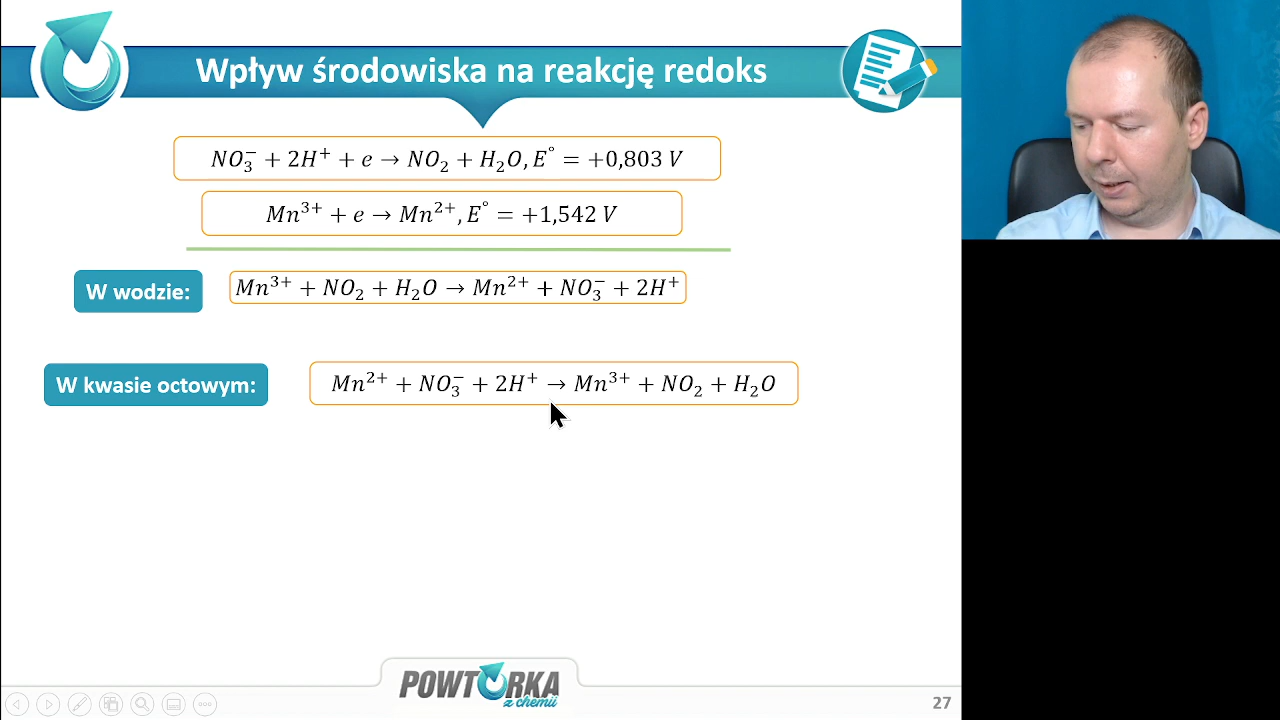 Wpływ środowiska na reakcję redoks
NO₃⁻ + 2H⁺ + e → NO₂ + H₂O, E° = +0,803 V
Mn³⁺ + e → Mn²⁺, E° = +1,542 V
W wodzie: Mn³⁺ + NO₂ + H₂O → Mn²⁺ + NO₃⁻ + 2H⁺
W kwasie octowym: Mn²⁺ + NO₃⁻ + 2H⁺ → Mn³⁺ + NO₂ + H₂O
POWTÓRKA
z chemii
27